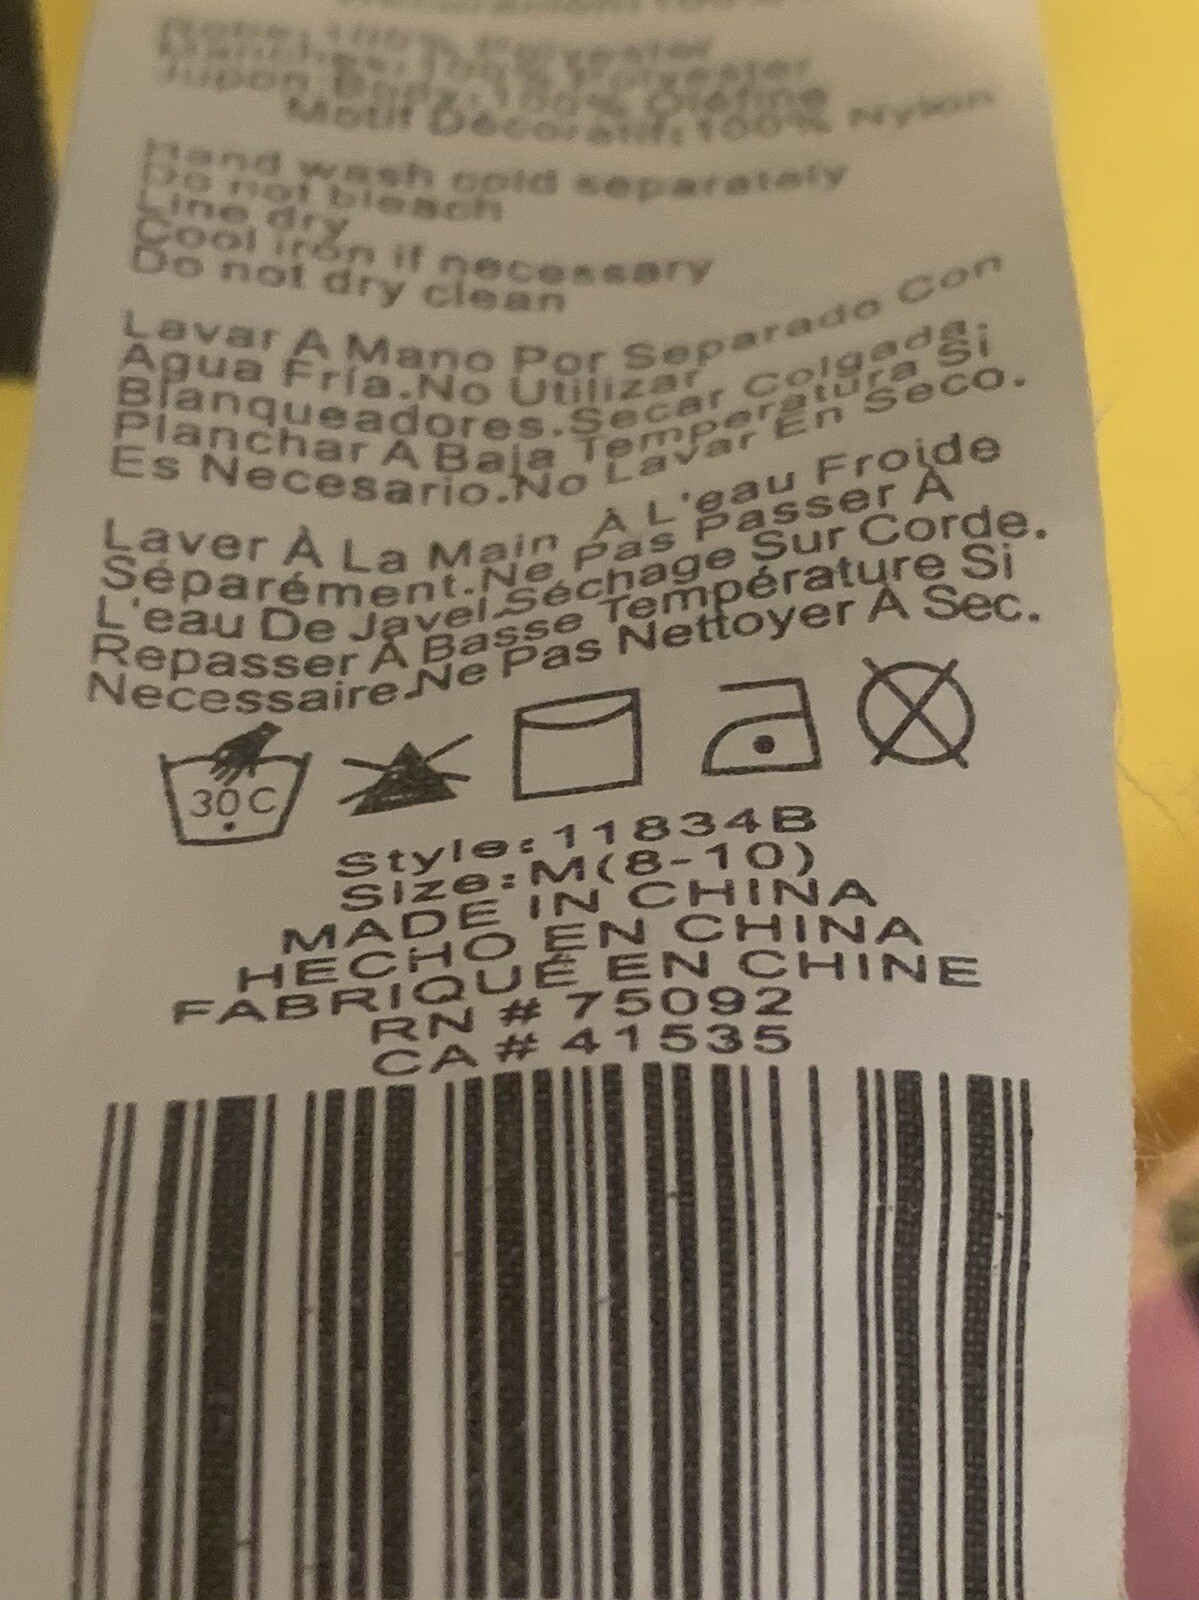 Robe: 100% Polyester
Manches: 100% Polyester
Jupon Body: 100% Oléfine
Motif Décoratif: 100% Nylon
Hand wash cold separately
Do not bleach
Line dry
Cool iron if necessary
Do not dry clean
Lavar A Mano Por Separado Con
Agua Fría.No Utilizar
Blanqueadores.Secar Colgada.
Planchar A Baja Temperatura Si
Es Necesario.No Lavar En Seco.
Laver À La Main À L'eau Froide
Séparément.Ne Pas Passer À
L'eau De Javel.Séchage Sur Corde.
Repasser À Basse Température Si
Necessaire.Ne Pas Nettoyer À Sec.
30C
Style:11834B
Size:M(8-10)
MADE IN CHINA
HECHO EN CHINA
FABRIQUÉ EN CHINE
RN # 75092
CA # 41535